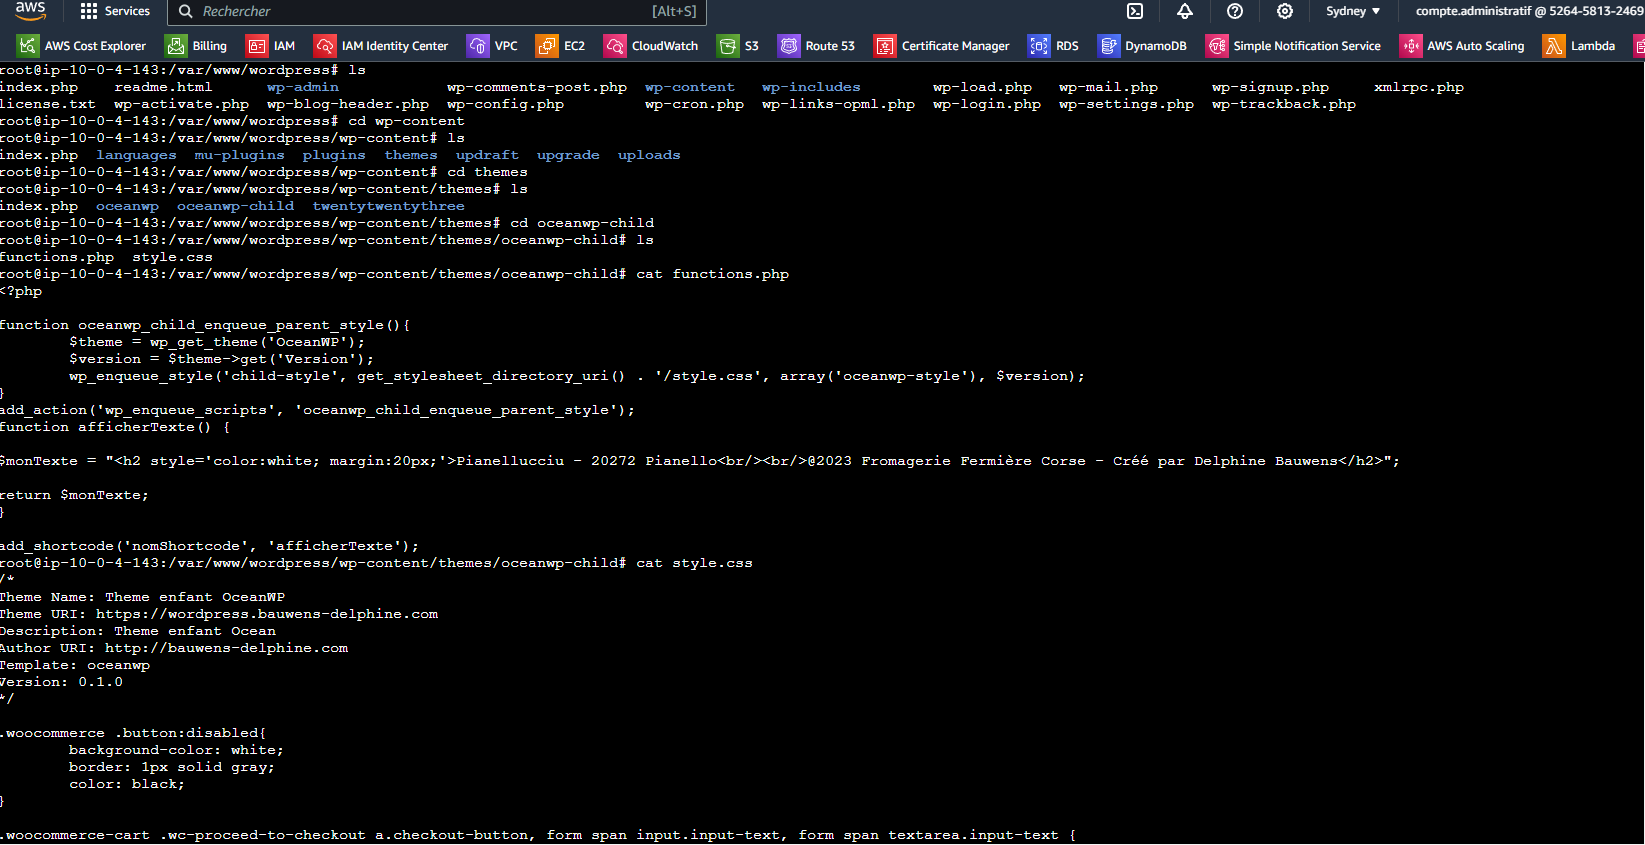 aws Services Rechercher [Alt+S] Sydney ▼ compte.administratif @ 5264-5813-2469
AWS Cost Explorer Billing IAM IAM Identity Center VPC EC2 CloudWatch S3 Route 53 Certificate Manager RDS DynamoDB Simple Notification Service AWS Auto Scaling Lambda
root@ip-10-0-4-143:/var/www/wordpress# ls
index.php readme.html wp-admin wp-comments-post.php wp-content wp-includes wp-load.php wp-mail.php wp-signup.php xmlrpc.php
license.txt wp-activate.php wp-blog-header.php wp-config.php wp-cron.php wp-links-opml.php wp-login.php wp-settings.php wp-trackback.php
root@ip-10-0-4-143:/var/www/wordpress# cd wp-content
root@ip-10-0-4-143:/var/www/wordpress/wp-content# ls
index.php languages mu-plugins plugins themes updraft upgrade uploads
root@ip-10-0-4-143:/var/www/wordpress/wp-content# cd themes
root@ip-10-0-4-143:/var/www/wordpress/wp-content/themes# ls
index.php oceanwp oceanwp-child twentytwentythree
root@ip-10-0-4-143:/var/www/wordpress/wp-content/themes# cd oceanwp-child
root@ip-10-0-4-143:/var/www/wordpress/wp-content/themes/oceanwp-child# ls
functions.php style.css
root@ip-10-0-4-143:/var/www/wordpress/wp-content/themes/oceanwp-child# cat functions.php
<?php
function oceanwp_child_enqueue_parent_style(){
$theme = wp_get_theme('OceanWP');
$version = $theme->get('Version');
wp_enqueue_style('child-style', get_stylesheet_directory_uri() . '/style.css', array('oceanwp-style'), $version);
}
add_action('wp_enqueue_scripts', 'oceanwp_child_enqueue_parent_style');
function afficherTexte() {
$monTexte = "<h2 style='color:white; margin:20px;'>Pianellucciu - 20272 Pianello<br/><br/>@2023 Fromagerie Fermière Corse - Créé par Delphine Bauwens</h2>";
return $monTexte;
}
add_shortcode('nomShortcode', 'afficherTexte');
root@ip-10-0-4-143:/var/www/wordpress/wp-content/themes/oceanwp-child# cat style.css
/*
Theme Name: Theme enfant OceanWP
Theme URI: https://wordpress.bauwens-delphine.com
Description: Theme enfant Ocean
Author URI: http://bauwens-delphine.com
Template: oceanwp
Version: 0.1.0
*/
.woocommerce .button:disabled{
background-color: white;
border: 1px solid gray;
color: black;
}
.woocommerce-cart .wc-proceed-to-checkout a.checkout-button, form span input.input-text, form span textarea.input-text {